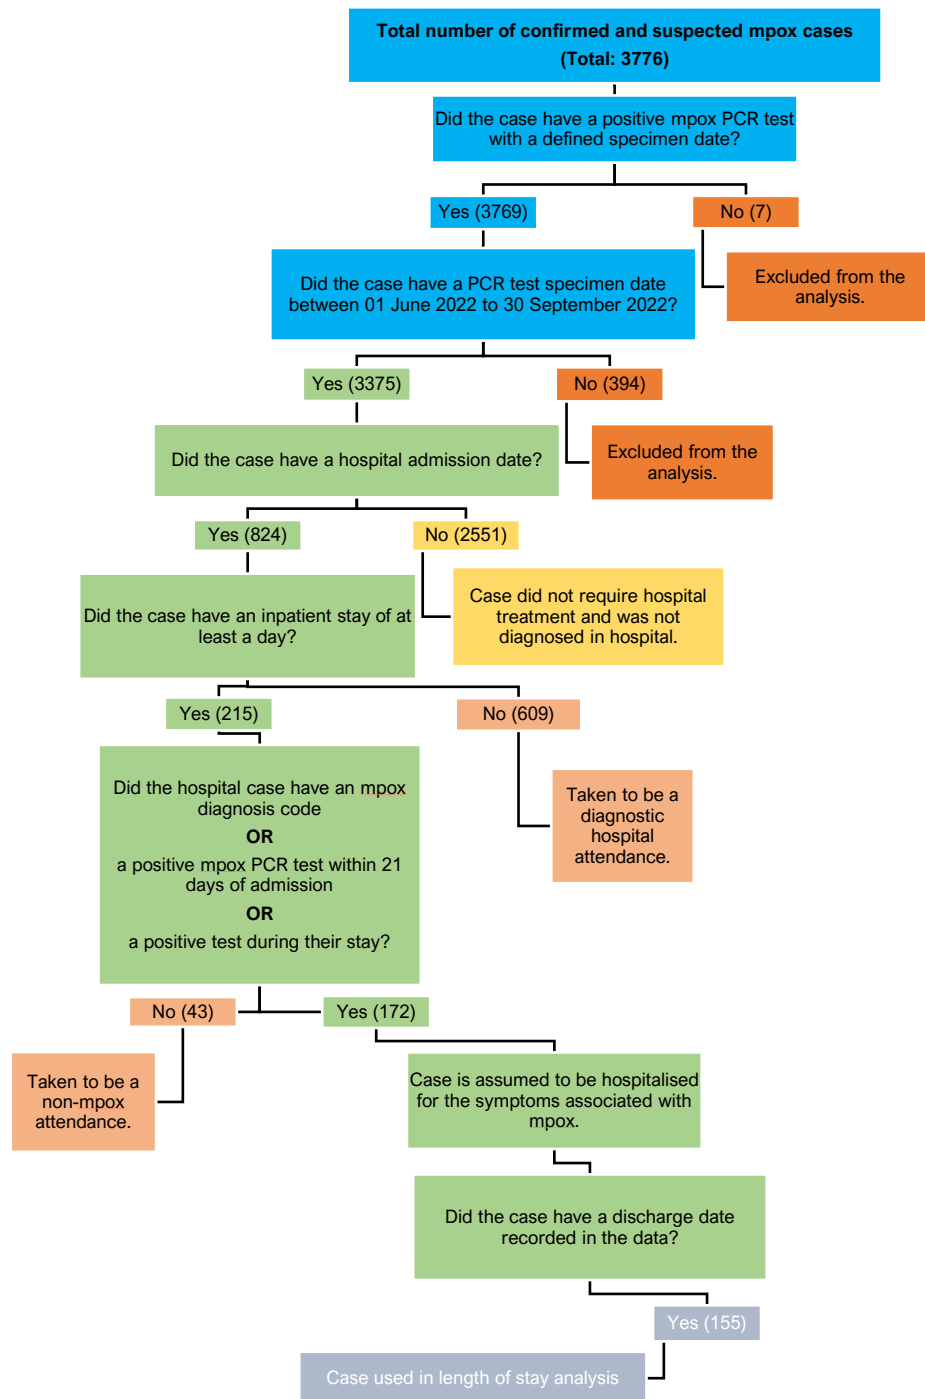 Total number of confirmed and suspected mpox cases
(Total: 3776)
Did the case have a positive mpox PCR test
with a defined specimen date?
Yes (3769)
No (7)
Excluded from the
analysis.
Did the case have a PCR test specimen date
between 01 June 2022 to 30 September 2022?
Yes (3375)
No (394)
Excluded from the
analysis.
Did the case have a hospital admission date?
Yes (824)
No (2551)
Case did not require hospital
treatment and was not
diagnosed in hospital.
Did the case have an inpatient stay of at
least a day?
Yes (215)
No (609)
Taken to be a
diagnostic
hospital
attendance.
Did the hospital case have an mpox
diagnosis code
OR
a positive mpox PCR test within 21
days of admission
OR
a positive test during their stay?
No (43)
Yes (172)
Taken to be a
non-mpox
attendance.
Case is assumed to be hospitalised
for the symptoms associated with
mpox.
Did the case have a discharge date
recorded in the data?
Yes (155)
Case used in length of stay analysis